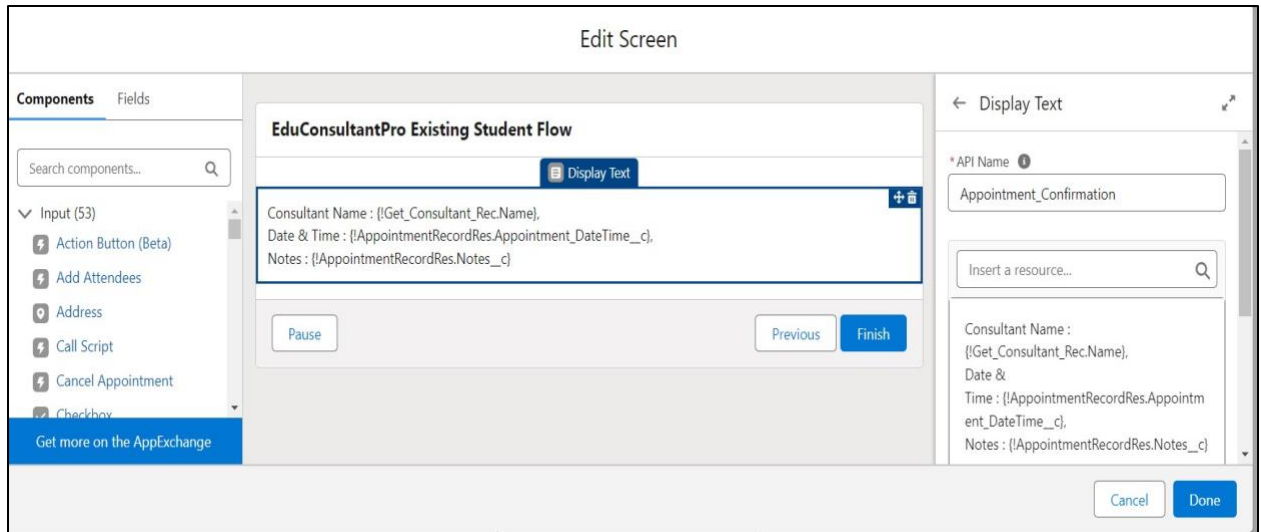 Edit Screen
Components Fields
Search components...
Input (53)
Action Button (Beta)
Add Attendees
Address
Call Script
Cancel Appointment
Checkbox
Get more on the AppExchange
EduConsultantPro Existing Student Flow
Display Text
Consultant Name : {!Get_Consultant_Rec.Name},
Date & Time : {!AppointmentRecordRes.Appointment_DateTime__c},
Notes : {!AppointmentRecordRes.Notes__c}
Pause Previous Finish
← Display Text
*API Name
Appointment_Confirmation
Insert a resource...
Consultant Name :
{!Get_Consultant_Rec.Name},
Date &
Time : {!AppointmentRecordRes.Appointm
ent_DateTime__c},
Notes : {!AppointmentRecordRes.Notes__c}
Cancel Done